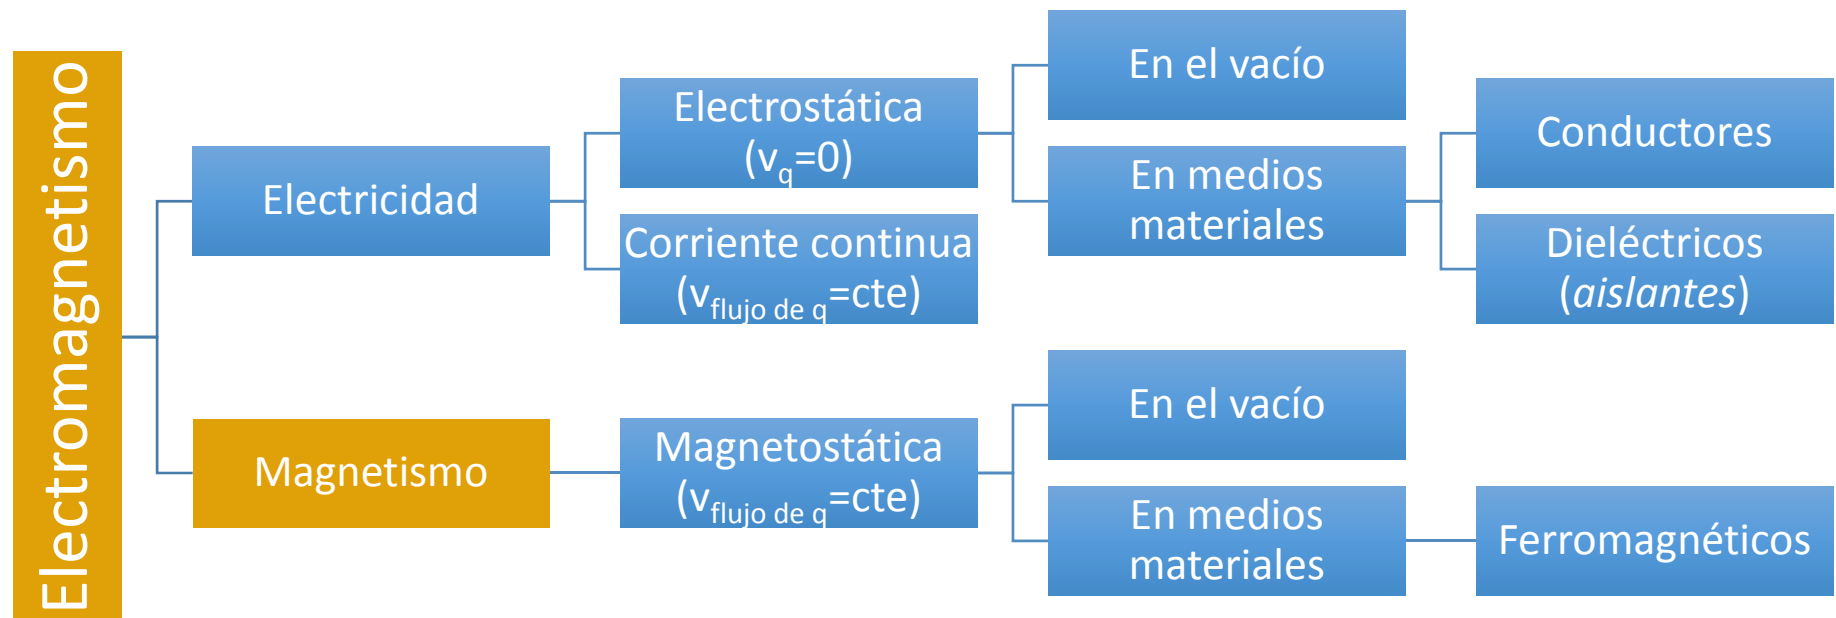 Electromagnetismo
Electricidad
Electrostática
(vq=0)
En el vacío
En medios
materiales
Conductores
Dieléctricos
(aislantes)
Corriente continua
(vflujo de q=cte)
Magnetismo
Magnetostática
(vflujo de q=cte)
En el vacío
En medios
materiales
Ferromagnéticos